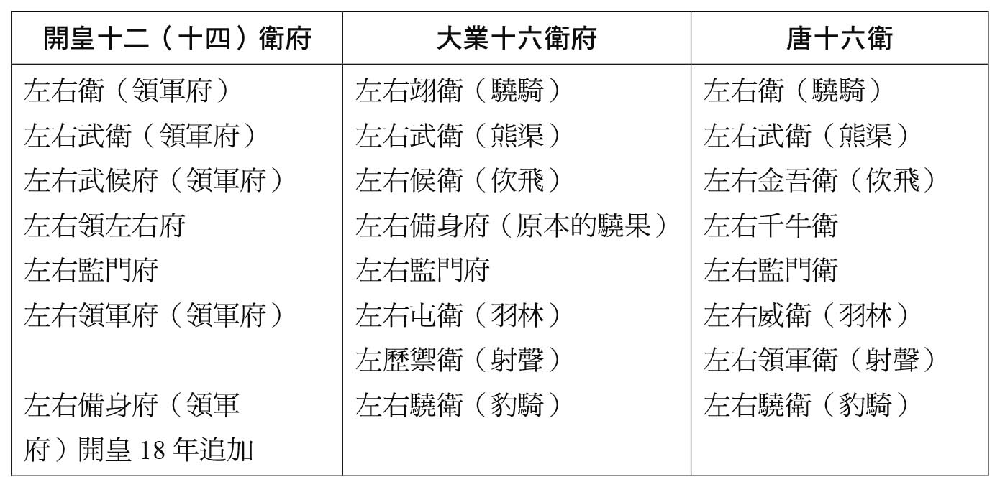 開皇十二（十四）衛府 大業十六衛府 唐十六衛
左右衛（領軍府） 左右翊衛（驍騎） 左右衛（驍騎）
左右武衛（領軍府） 左右武衛（熊渠） 左右武衛（熊渠）
左右武候府（領軍府） 左右候衛（佽飛） 左右金吾衛（佽飛）
左右領左右府 左右備身府（原本的驍果） 左右千牛衛
左右監門府 左右監門府 左右監門衛
左右領軍府（領軍府） 左右屯衛（羽林） 左右威衛（羽林）
左歷禦衛（射聲） 左右領軍衛（射聲）
左右備身府（領軍 左右驍衛（豹騎） 左右驍衛（豹騎）
府）開皇 18 年追加